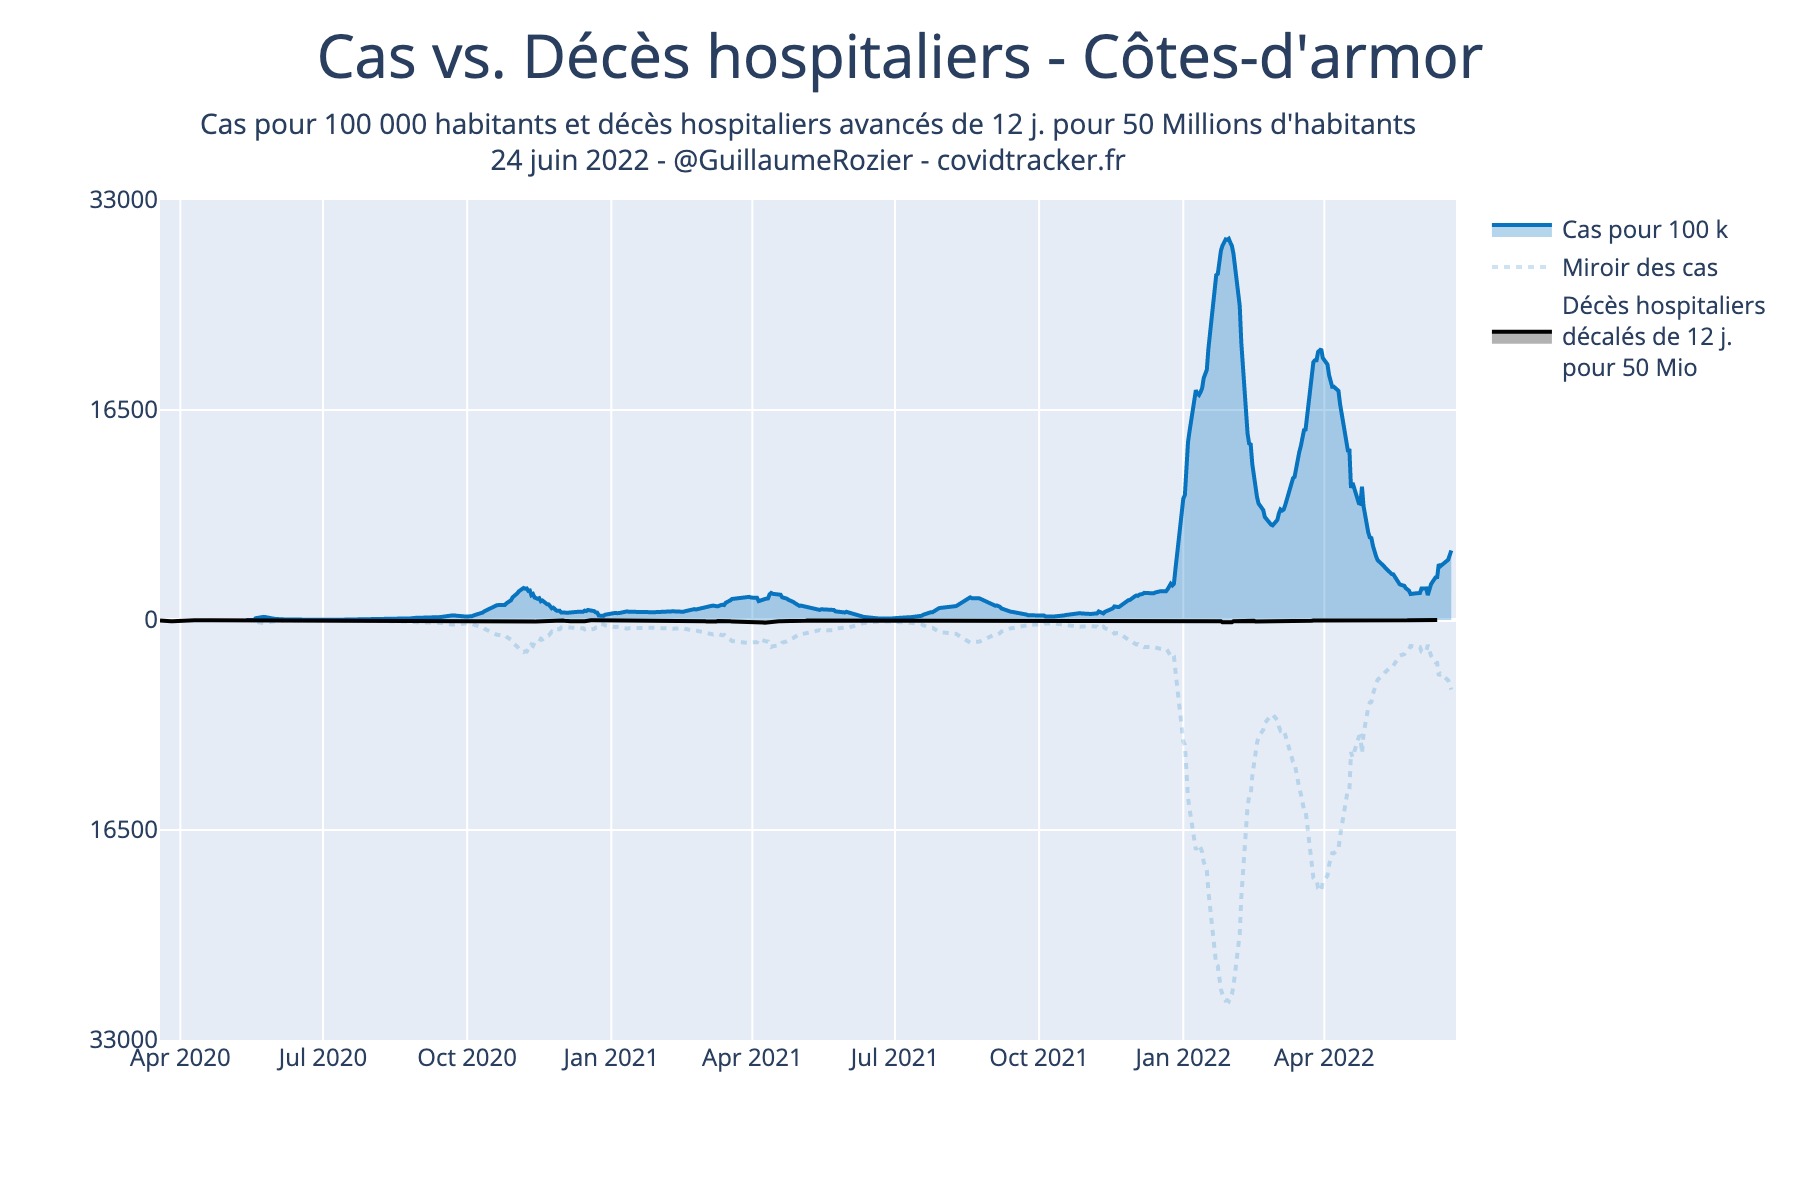 Cas vs. Décès hospitaliers - Côtes-d'armor
Cas pour 100 000 habitants et décès hospitaliers avancés de 12 j. pour 50 Millions d'habitants
24 juin 2022 - @GuillaumeRozier - covidtracker.fr
33000
16500
0
16500
33000
Apr 2020
Jul 2020
Oct 2020
Jan 2021
Apr 2021
Jul 2021
Oct 2021
Jan 2022
Apr 2022
Cas pour 100 k
Miroir des cas
Décès hospitaliers
décalés de 12 j.
pour 50 Mio